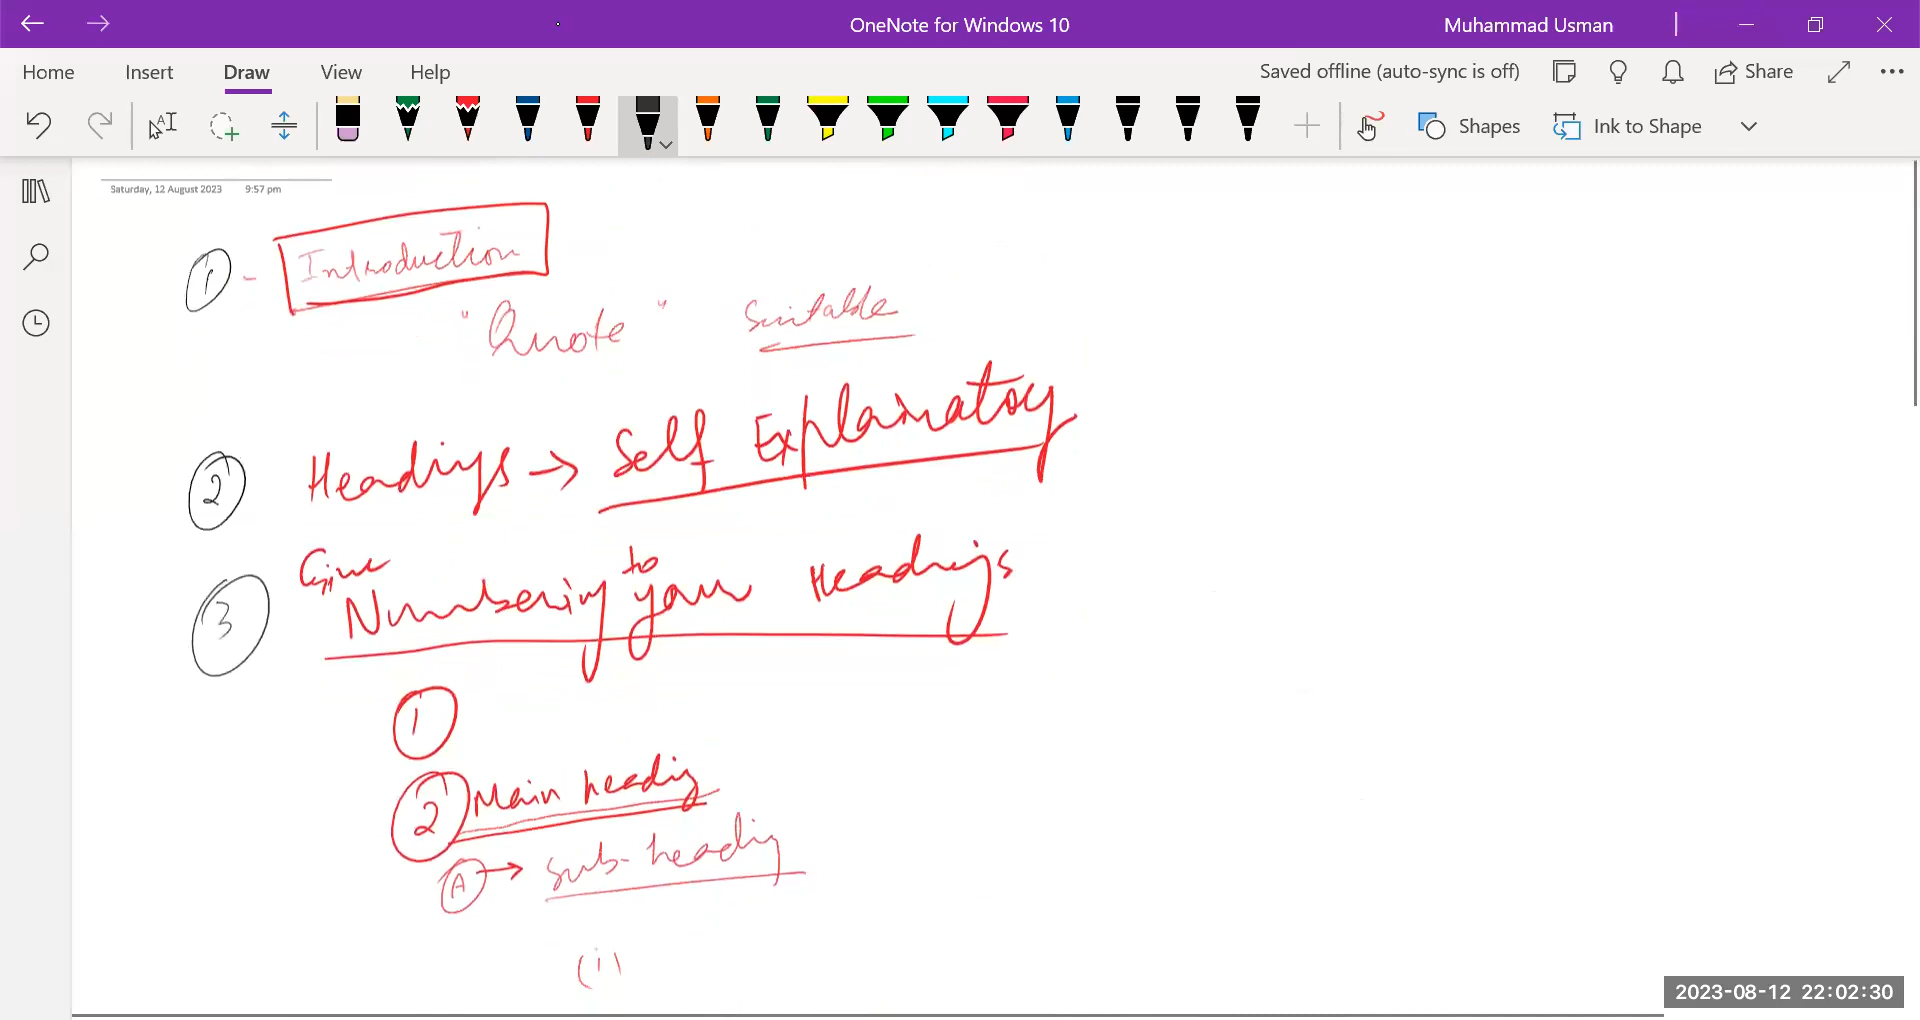 OneNote for Windows 10
Muhammad Usman
Home Insert Draw View Help
Saved offline (auto-sync is off) Share
Shapes Ink to Shape
Saturday, 12 August 2023 9:57 pm
1 - Introduction
"Quote" Suitable
2 Headings → Self Explainatory
3 Give Numbering to your Headings
1
2 Main heading
A → Sub-heading
(i)
2023-08-12 22:02:30